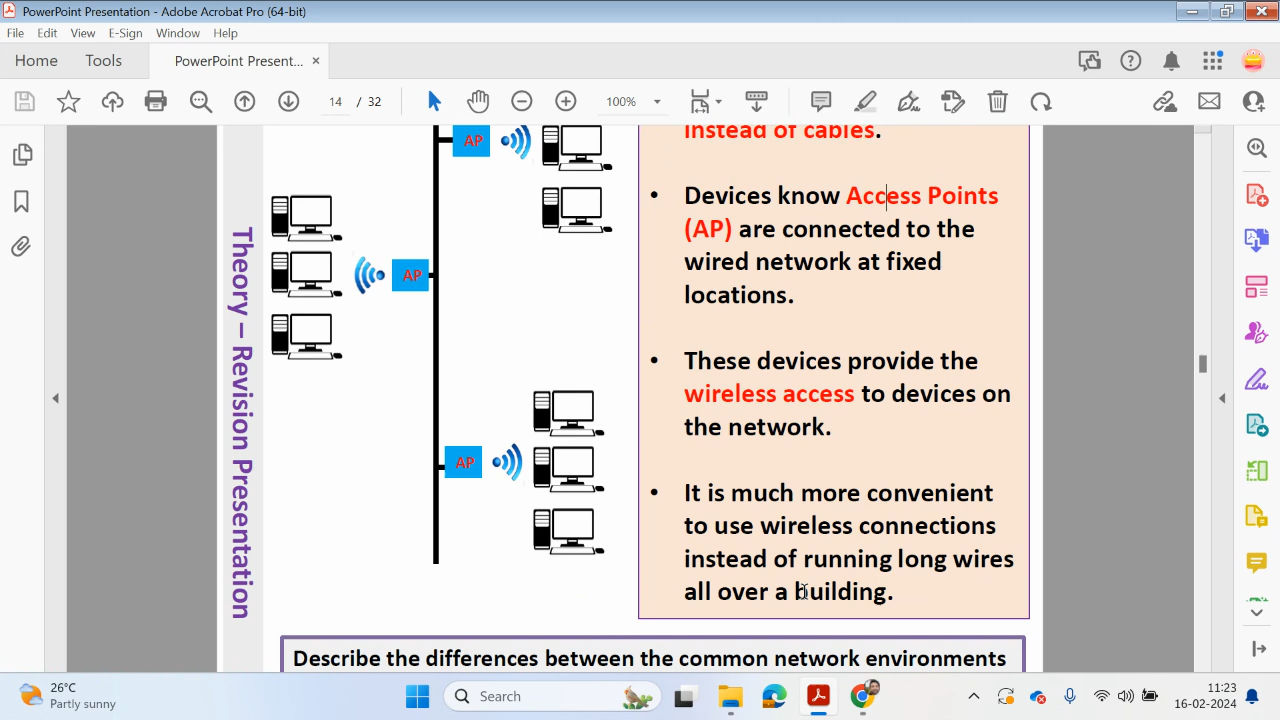 PowerPoint Presentation - Adobe Acrobat Pro (64-bit)
File Edit View E-Sign Window Help
Home Tools PowerPoint Present... ×
14 / 32 100%
instead of cables.
• Devices know Access Points
(AP) are connected to the
wired network at fixed
locations.
• These devices provide the
wireless access to devices on
the network.
• It is much more convenient
to use wireless connections
instead of running long wires
all over a building.
AP
AP
AP
Theory – Revision Presentation
Describe the differences between the common network environments
26°C
Partly sunny
Search
11:23
16-02-2024